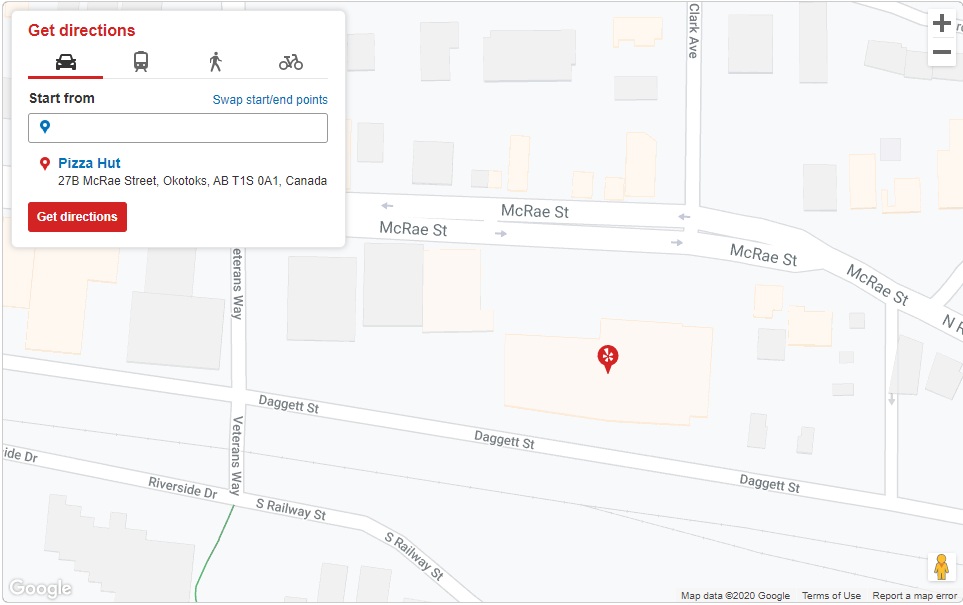 Get directions
Start from
Swap start/end points
Pizza Hut
27B McRae Street, Okotoks, AB T1S 0A1, Canada
Get directions
Clark Ave
McRae St
McRae St
McRae St
McRae St
N R
Veterans Way
Daggett St
Veterans Way
Daggett St
Daggett St
side Dr
Riverside Dr
S Railway St
S Railway St
Google
Map data ©2020 Google
Terms of Use
Report a map error